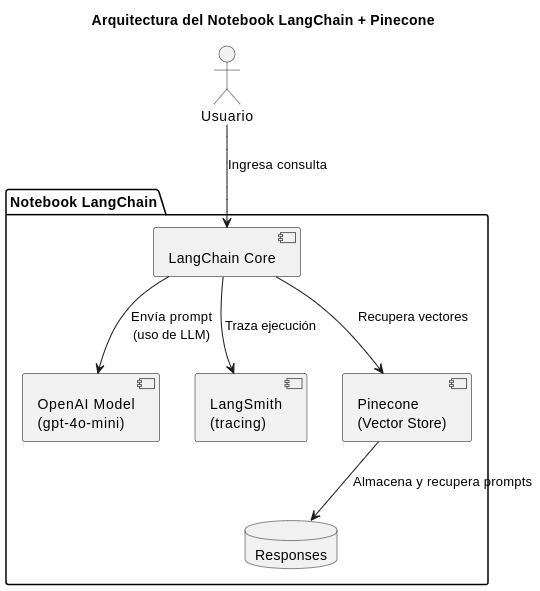 Arquitectura del Notebook LangChain + Pinecone
Usuario
Ingresa consulta
Notebook LangChain
LangChain Core
Envía prompt
(uso de LLM)
Traza ejecución
Recupera vectores
OpenAI Model
(gpt-4o-mini)
LangSmith
(tracing)
Pinecone
(Vector Store)
Almacena y recupera prompts
Responses